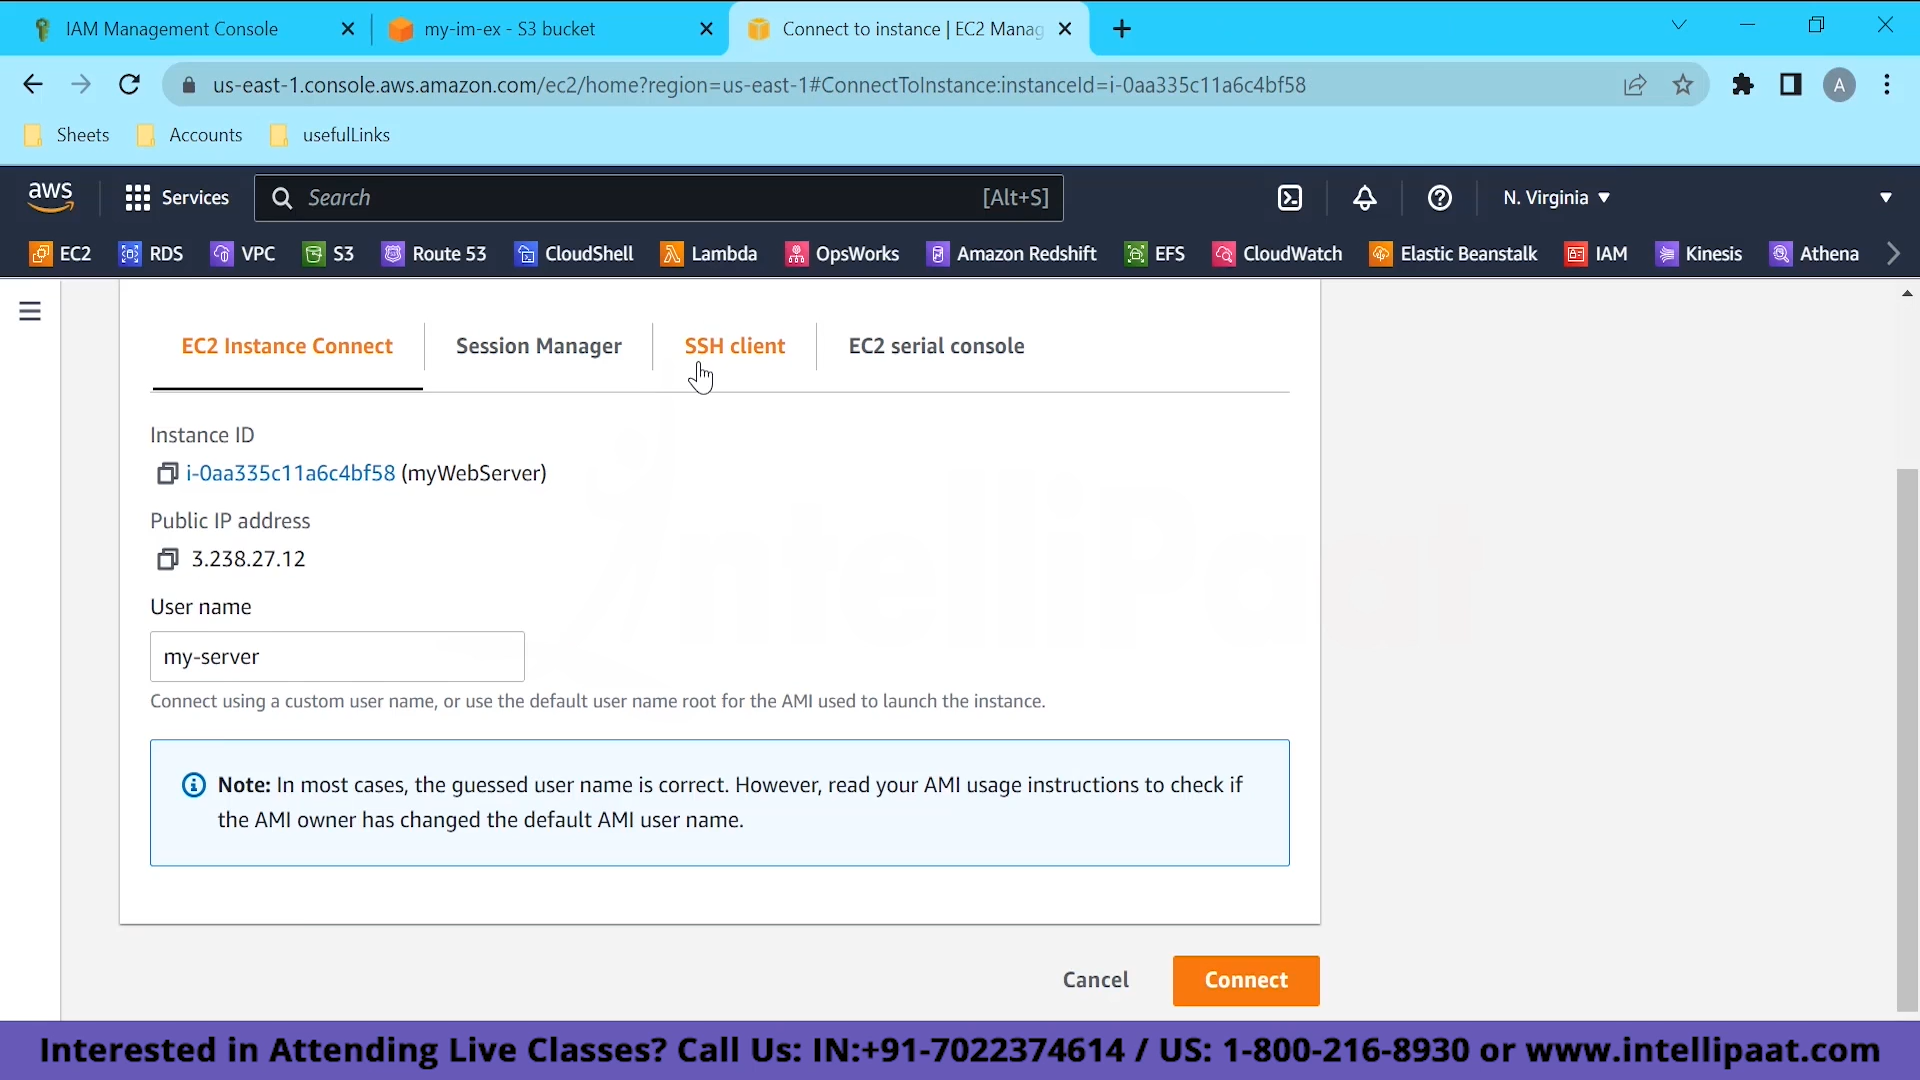 IAM Management Console
my-im-ex - S3 bucket
Connect to instance | EC2 Manag
us-east-1.console.aws.amazon.com/ec2/home?region=us-east-1#ConnectToInstance:instanceId=i-0aa335c11a6c4bf58
A
Sheets
Accounts
usefulLinks
aws
Services
Search
[Alt+S]
N. Virginia
EC2
RDS
VPC
S3
Route 53
CloudShell
Lambda
OpsWorks
Amazon Redshift
EFS
CloudWatch
Elastic Beanstalk
IAM
Kinesis
Athena
EC2 Instance Connect
Session Manager
SSH client
EC2 serial console
Instance ID
i-0aa335c11a6c4bf58 (myWebServer)
Public IP address
3.238.27.12
User name
my-server
Connect using a custom user name, or use the default user name root for the AMI used to launch the instance.
Note: In most cases, the guessed user name is correct. However, read your AMI usage instructions to check if
the AMI owner has changed the default AMI user name.
Cancel
Connect
Interested in Attending Live Classes? Call Us: IN:+91-7022374614 / US: 1-800-216-8930 or www.intellipaat.com